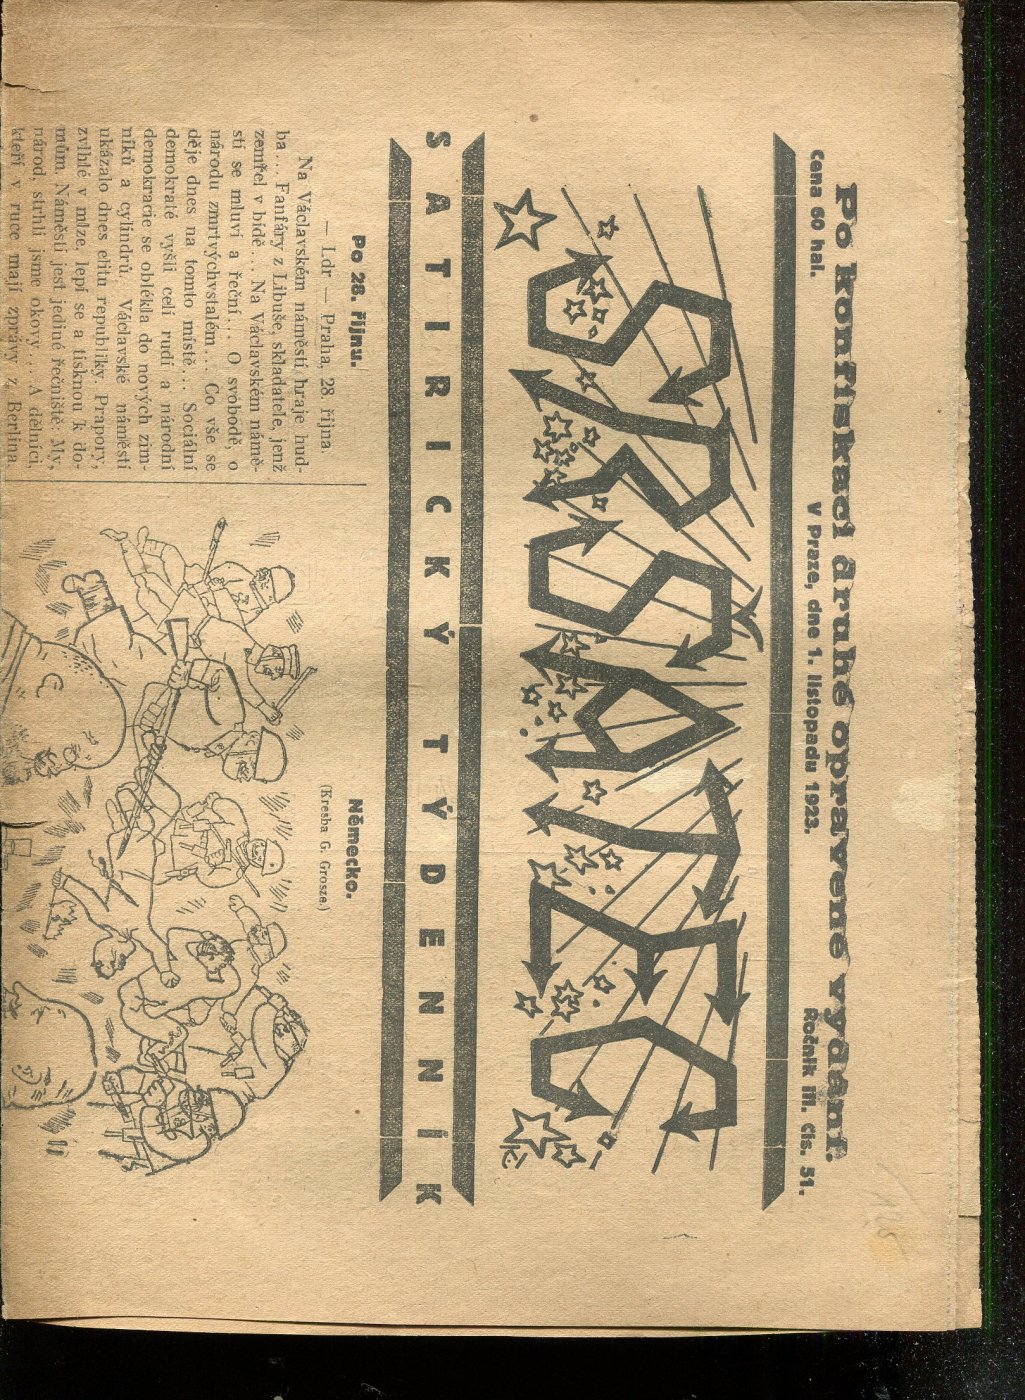 Po konfiskaci druhé opravené vydání.
Cena 60 hal. V Praze, dne 1. listopadu 1923. Ročník III. Čís. 51.
SRŠATEC
SATIRICKÝ TÝDENNÍK
Po 28. říjnu.
— Ldr — Praha, 28. října.
Na Václavském náměstí hraje hud-
ba... Fanfáry z Libuše, skladatele, jenž
zemřel v bídě... Na Václavském námě-
stí se mluví a řeční... O svobodě, o
národu zmrtvýchvstalém... Co vše se
děje dnes na tomto místě... Sociální
demokraté vyšli celí rudí a národní
demokracie se oblékla do nových zim-
níků a cylindrů. Václavské náměstí
ukázalo dnes elitu republiky. Prapory,
zvlhlé v mlze, lepí se a tisknou k do-
mům. Náměstí jest jediné řečniště. My,
národ, strhli jsme okovy... A dělníci,
kteří v ruce mají zprávy z Berlína
Německo.
(Kresba G. Grosze.)